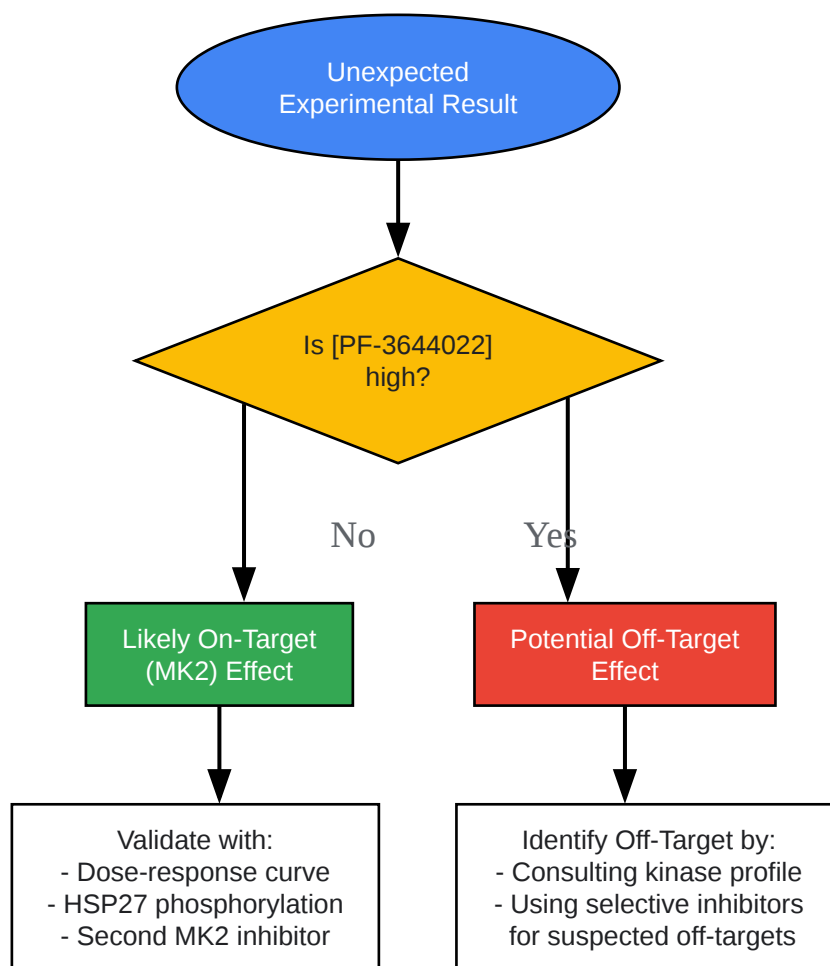 Unexpected
Experimental Result
Is [PF-3644022]
high?
No
Yes
Likely On-Target
(MK2) Effect
Potential Off-Target
Effect
Validate with:
- Dose-response curve
- HSP27 phosphorylation
- Second MK2 inhibitor
Identify Off-Target by:
- Consulting kinase profile
- Using selective inhibitors
for suspected off-targets